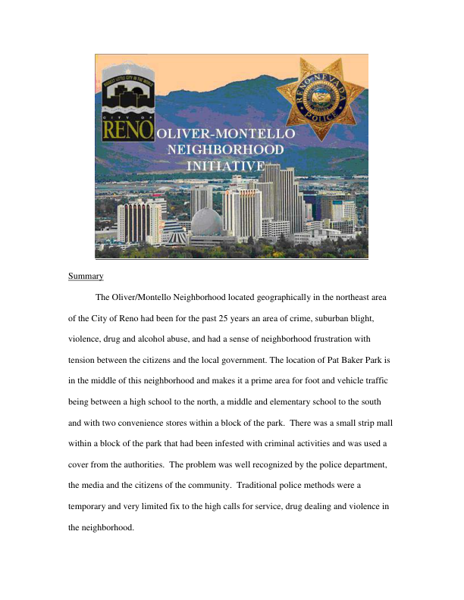 CITY OF
RENO
RENO NEVADA
POLICE
OLIVER-MONTELLO
NEIGHBORHOOD
INITIATIVE
Summary
The Oliver/Montello Neighborhood located geographically in the northeast area
of the City of Reno had been for the past 25 years an area of crime, suburban blight,
violence, drug and alcohol abuse, and had a sense of neighborhood frustration with
tension between the citizens and the local government. The location of Pat Baker Park is
in the middle of this neighborhood and makes it a prime area for foot and vehicle traffic
being between a high school to the north, a middle and elementary school to the south
and with two convenience stores within a block of the park.  There was a small strip mall
within a block of the park that had been infested with criminal activities and was used a
cover from the authorities.  The problem was well recognized by the police department,
the media and the citizens of the community.  Traditional police methods were a
temporary and very limited fix to the high calls for service, drug dealing and violence in
the neighborhood.